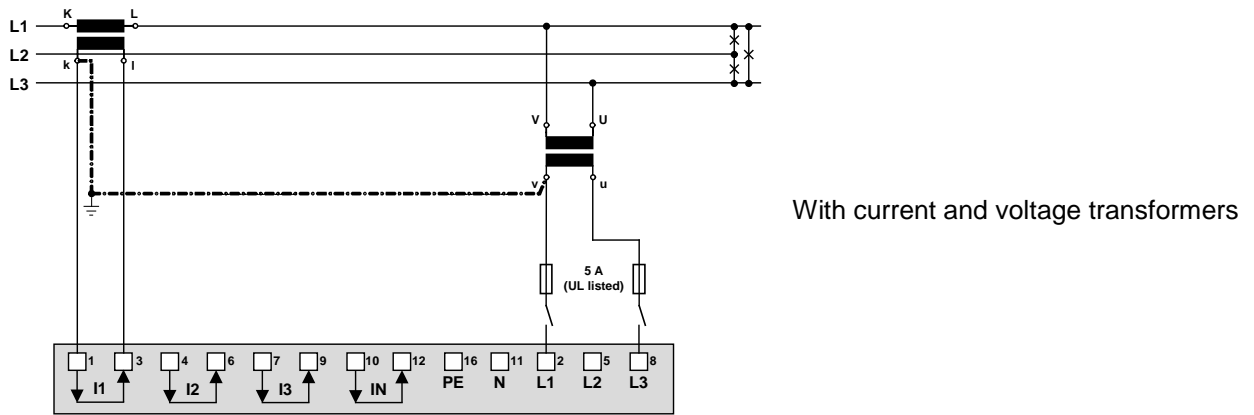 K L
L1
L2
k l
L3
V U
v u
With current and voltage transformers
5 A
(UL listed)
1 3 4 6 7 9 10 12 16 11 2 5 8
I1 I2 I3 IN PE N L1 L2 L3